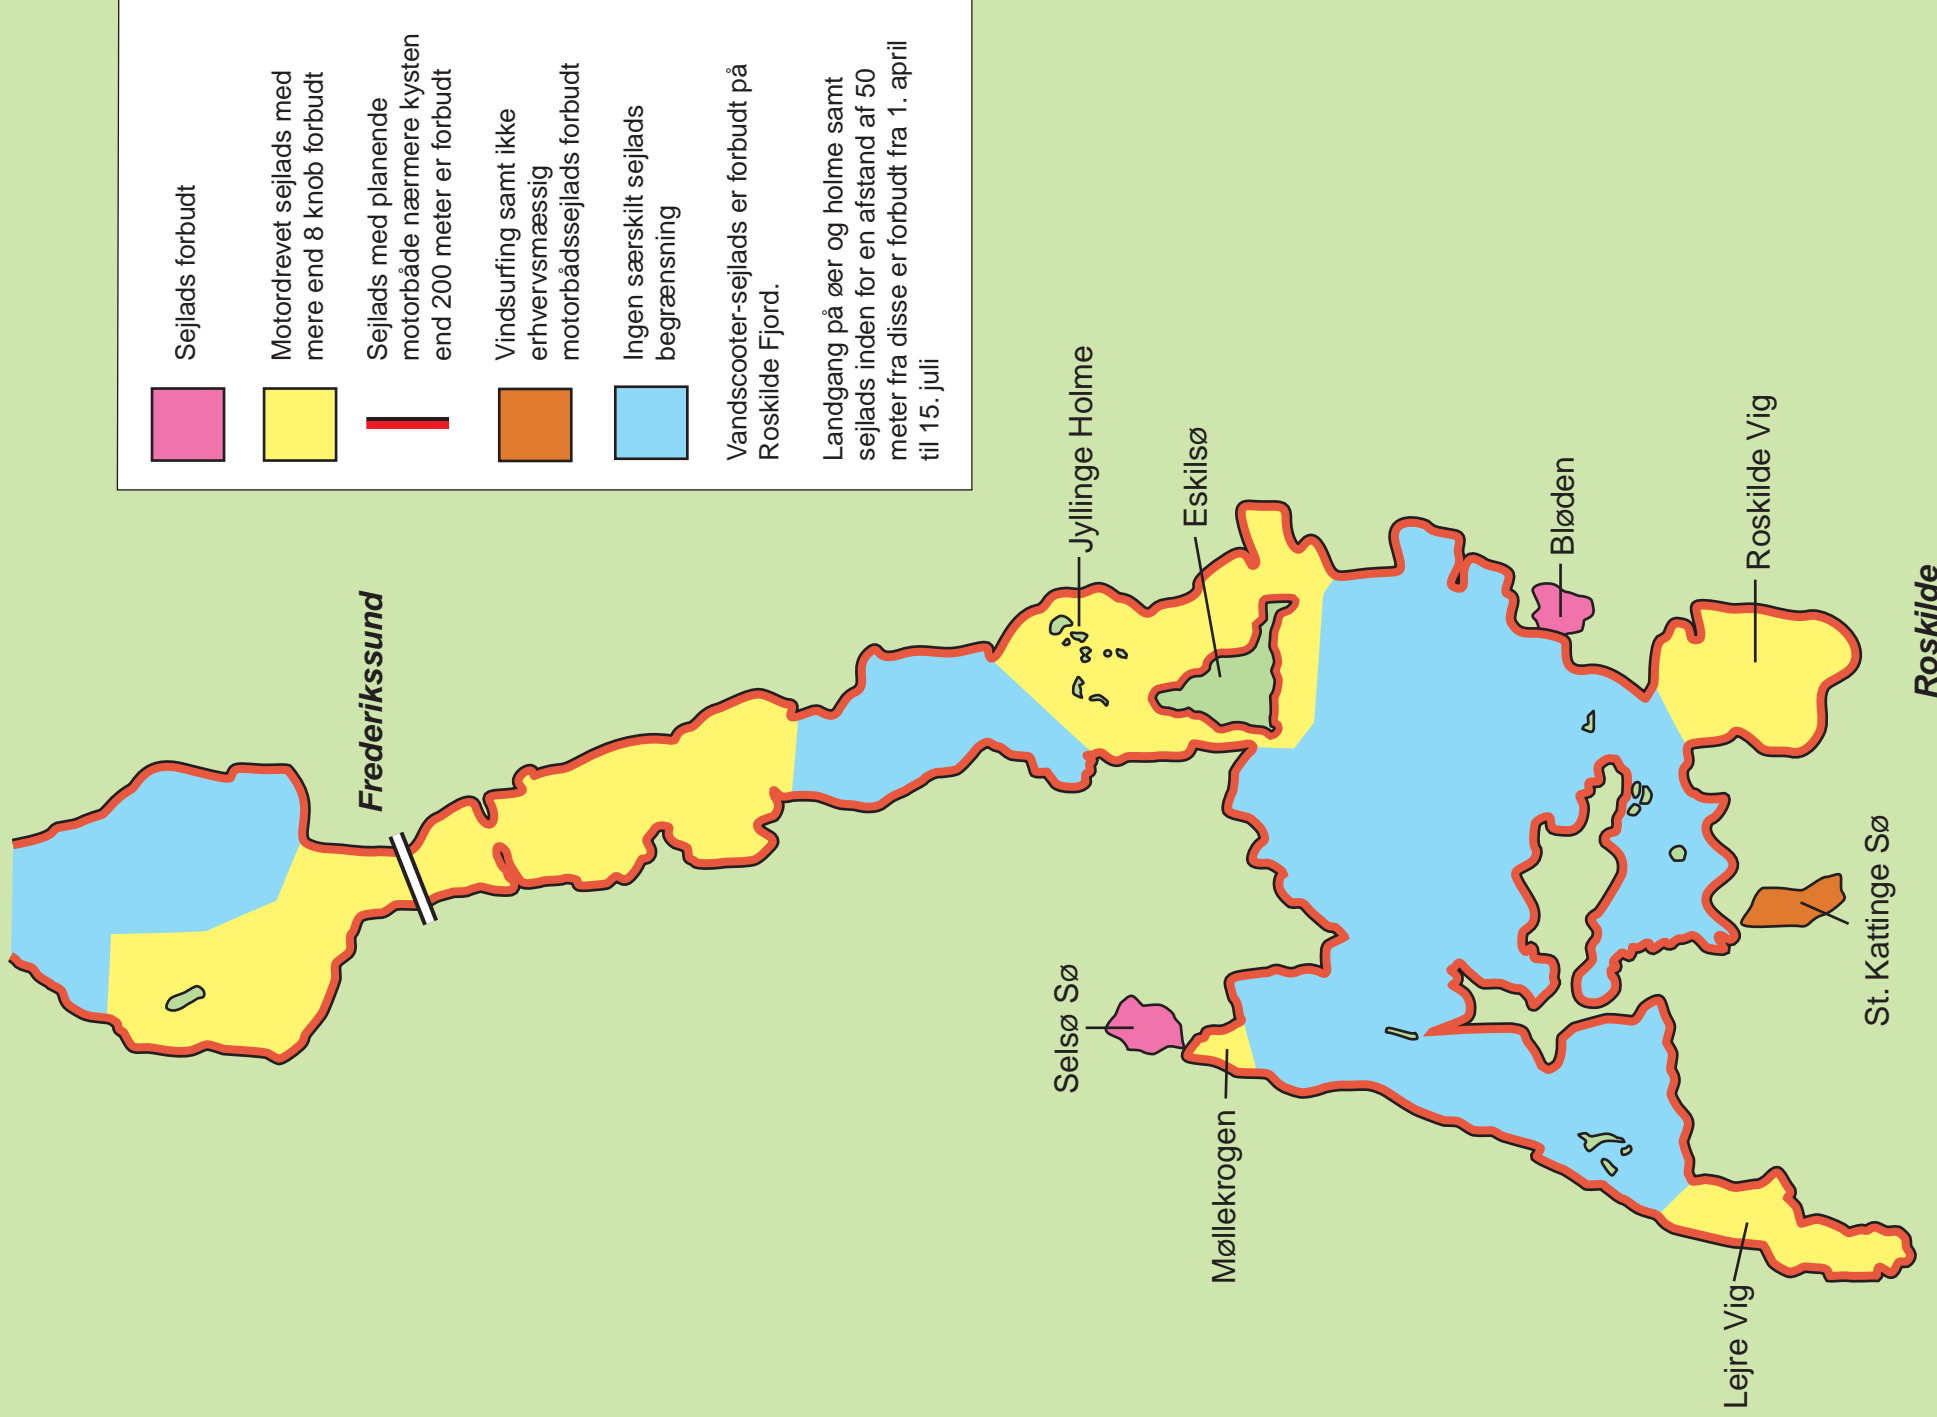 Sejlads forbudt
Motordrevet sejlads med
mere end 8 knob forbudt
Sejlads med planende
motorbåde nærmere kysten
end 200 meter er forbudt
Vindsurfing samt ikke
erhvervsmæssig
motorbådssejlads forbudt
Ingen særskilt sejlads
begrænsning
Vandscooter-sejlads er forbudt på
Roskilde Fjord.
Landgang på øer og holme samt
sejlads inden for en afstand af 50
meter fra disse er forbudt fra 1. april
til 15. juli
Frederikssund
Jyllinge Holme
Eskilsø
Selsø Sø
Møllekrogen
Bløden
Roskilde Vig
Lejre Vig
St. Kattinge Sø
Roskilde